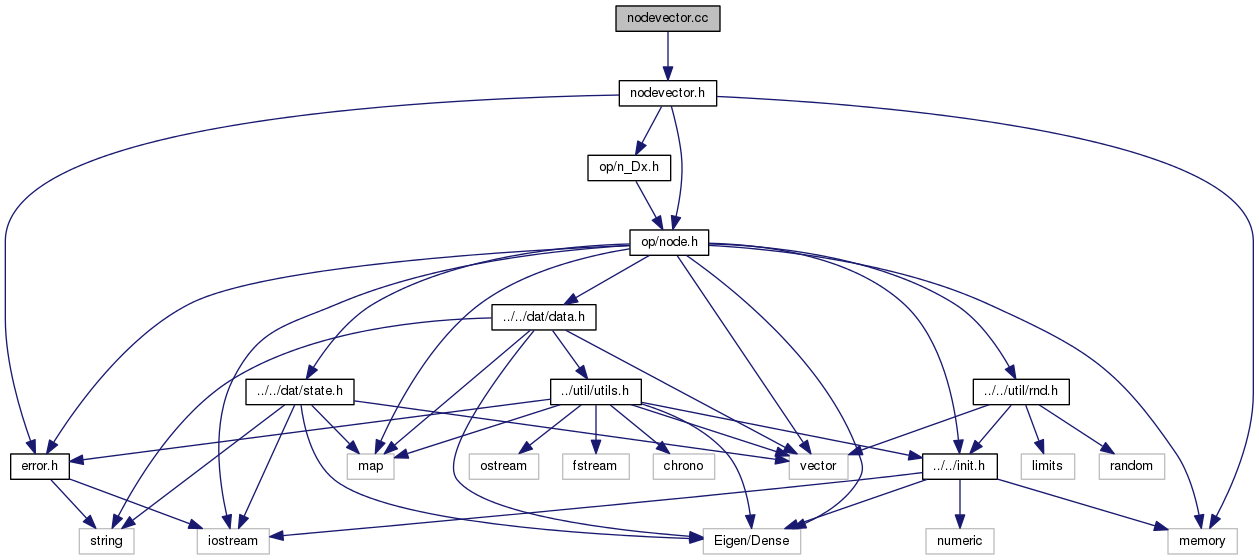 nodevector.cc
nodevector.h
op/n_Dx.h
op/node.h
../../dat/data.h
../../dat/state.h
../util/utils.h
../../util/rnd.h
error.h
map
ostream
fstream
chrono
vector
../../init.h
limits
random
string
iostream
Eigen/Dense
numeric
memory